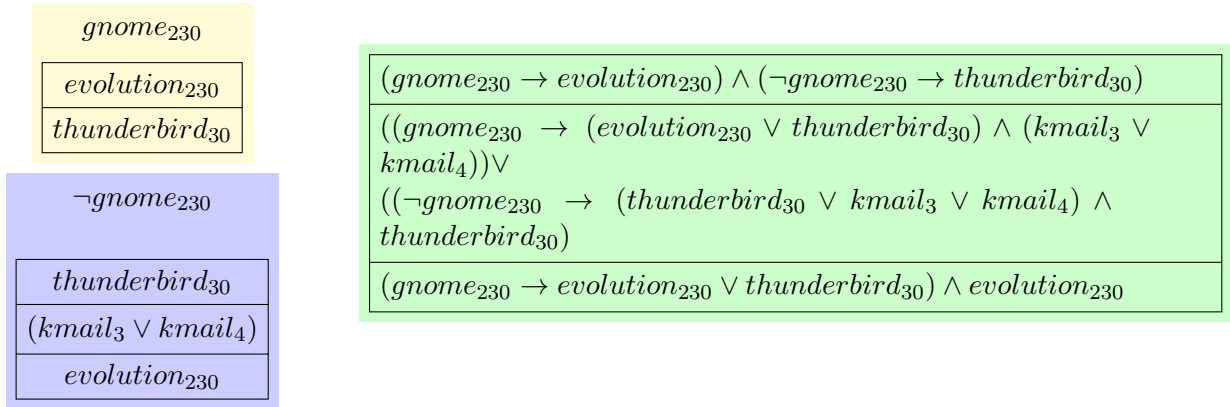 gnome₂₃₀
evolution₂₃₀
thunderbird₃₀
¬gnome₂₃₀
thunderbird₃₀
(kmail₃ ∨ kmail₄)
evolution₂₃₀
(gnome₂₃₀ → evolution₂₃₀) ∧ (¬gnome₂₃₀ → thunderbird₃₀)
((gnome₂₃₀ → (evolution₂₃₀ ∨ thunderbird₃₀) ∧ (kmail₃ ∨
kmail₄))∨
((¬gnome₂₃₀ → (thunderbird₃₀ ∨ kmail₃ ∨ kmail₄) ∧
thunderbird₃₀)
(gnome₂₃₀ → evolution₂₃₀ ∨ thunderbird₃₀) ∧ evolution₂₃₀